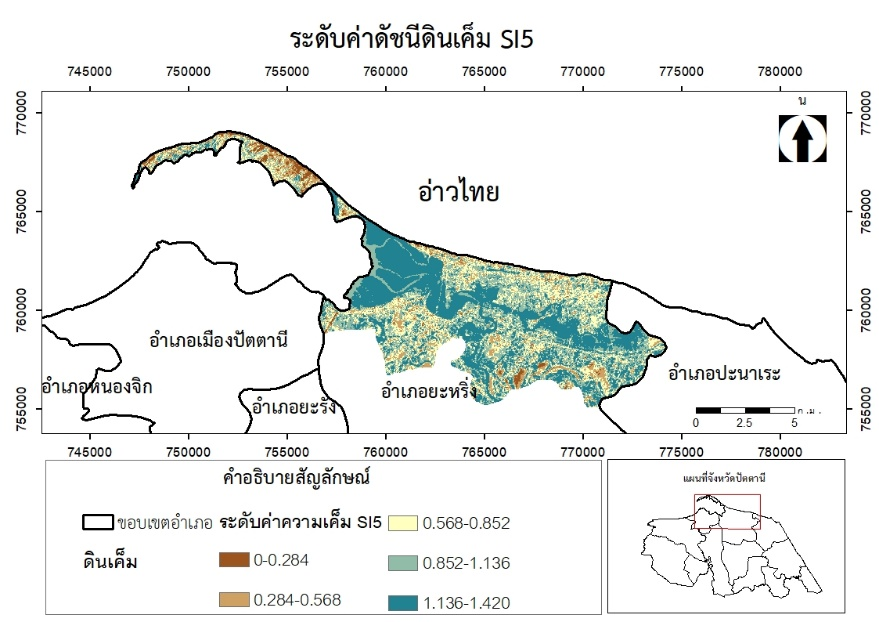 ระดับค่าดัชนีดินเค็ม SI5
745000 750000 755000 760000 765000 770000 775000 780000
770000 770000
น
อ่าวไทย
765000 765000
760000 760000
อำเภอเมืองปัตตานี
อำเภอปะนาเระ
อำเภอหนองจิก
อำเภอยะหริ่ง
อำเภอยะรัง
755000 755000
ก.ม.
0 2.5 5
745000 750000 755000 760000 765000 770000 775000 780000
คำอธิบายสัญลักษณ์
ขอบเขตอำเภอ ระดับค่าความเค็ม SI5 0.568-0.852
ดินเค็ม 0-0.284 0.852-1.136
0.284-0.568 1.136-1.420
แผนที่จังหวัดปัตตานี